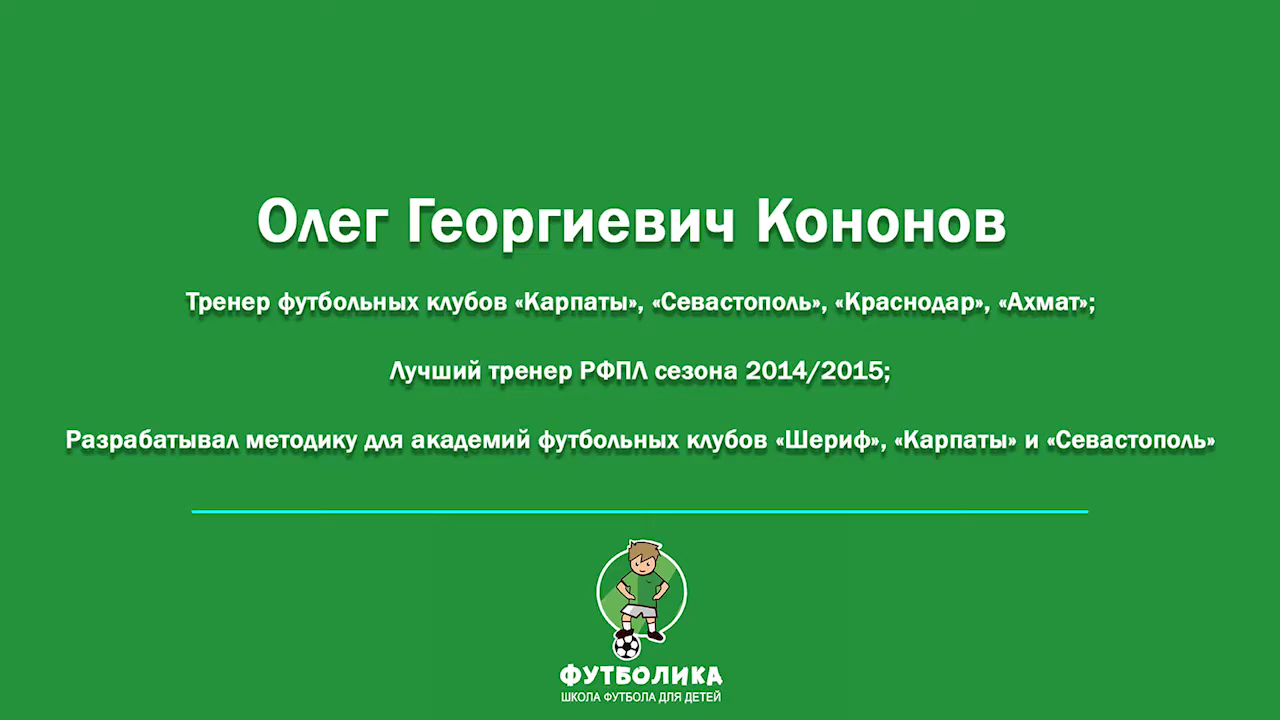 Олег Георгиевич Кононов
Тренер футбольных клубов «Карпаты», «Севастополь», «Краснодар», «Ахмат»;
Лучший тренер РФПЛ сезона 2014/2015;
Разрабатывал методику для академий футбольных клубов «Шериф», «Карпаты» и «Севастополь»
ФУТБОЛИКА
ШКОЛА ФУТБОЛА ДЛЯ ДЕТЕЙ